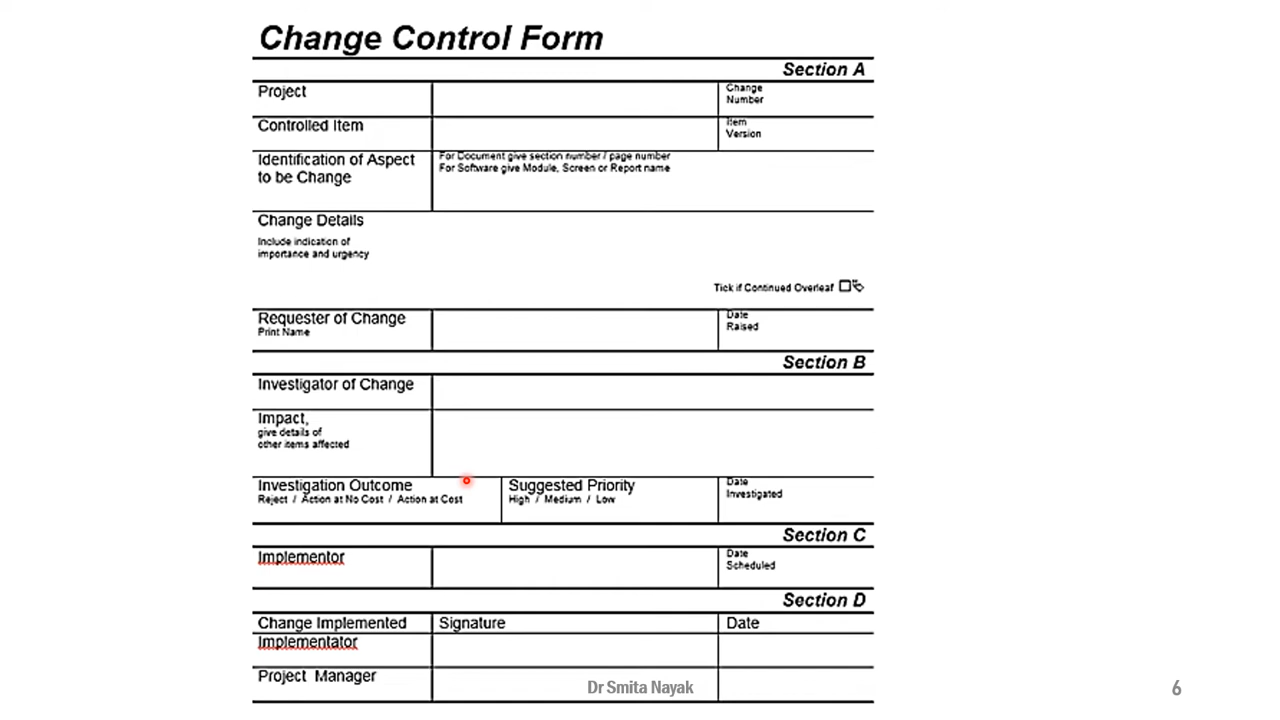 Change Control Form
Section A
Project
Change
Number
Controlled Item
Item
Version
Identification of Aspect
to be Change
For Document give section number / page number
For Software give Module, Screen or Report name
Change Details
Include indication of
importance and urgency
Tick if Continued Overleaf
Requester of Change
Print Name
Date
Raised
Section B
Investigator of Change
Impact,
give details of
other items affected
Investigation Outcome
Reject / Action at No Cost / Action at Cost
Suggested Priority
High / Medium / Low
Date
Investigated
Section C
Implementor
Date
Scheduled
Section D
Change Implemented
Signature
Date
Implementator
Project Manager
Dr Smita Nayak
6